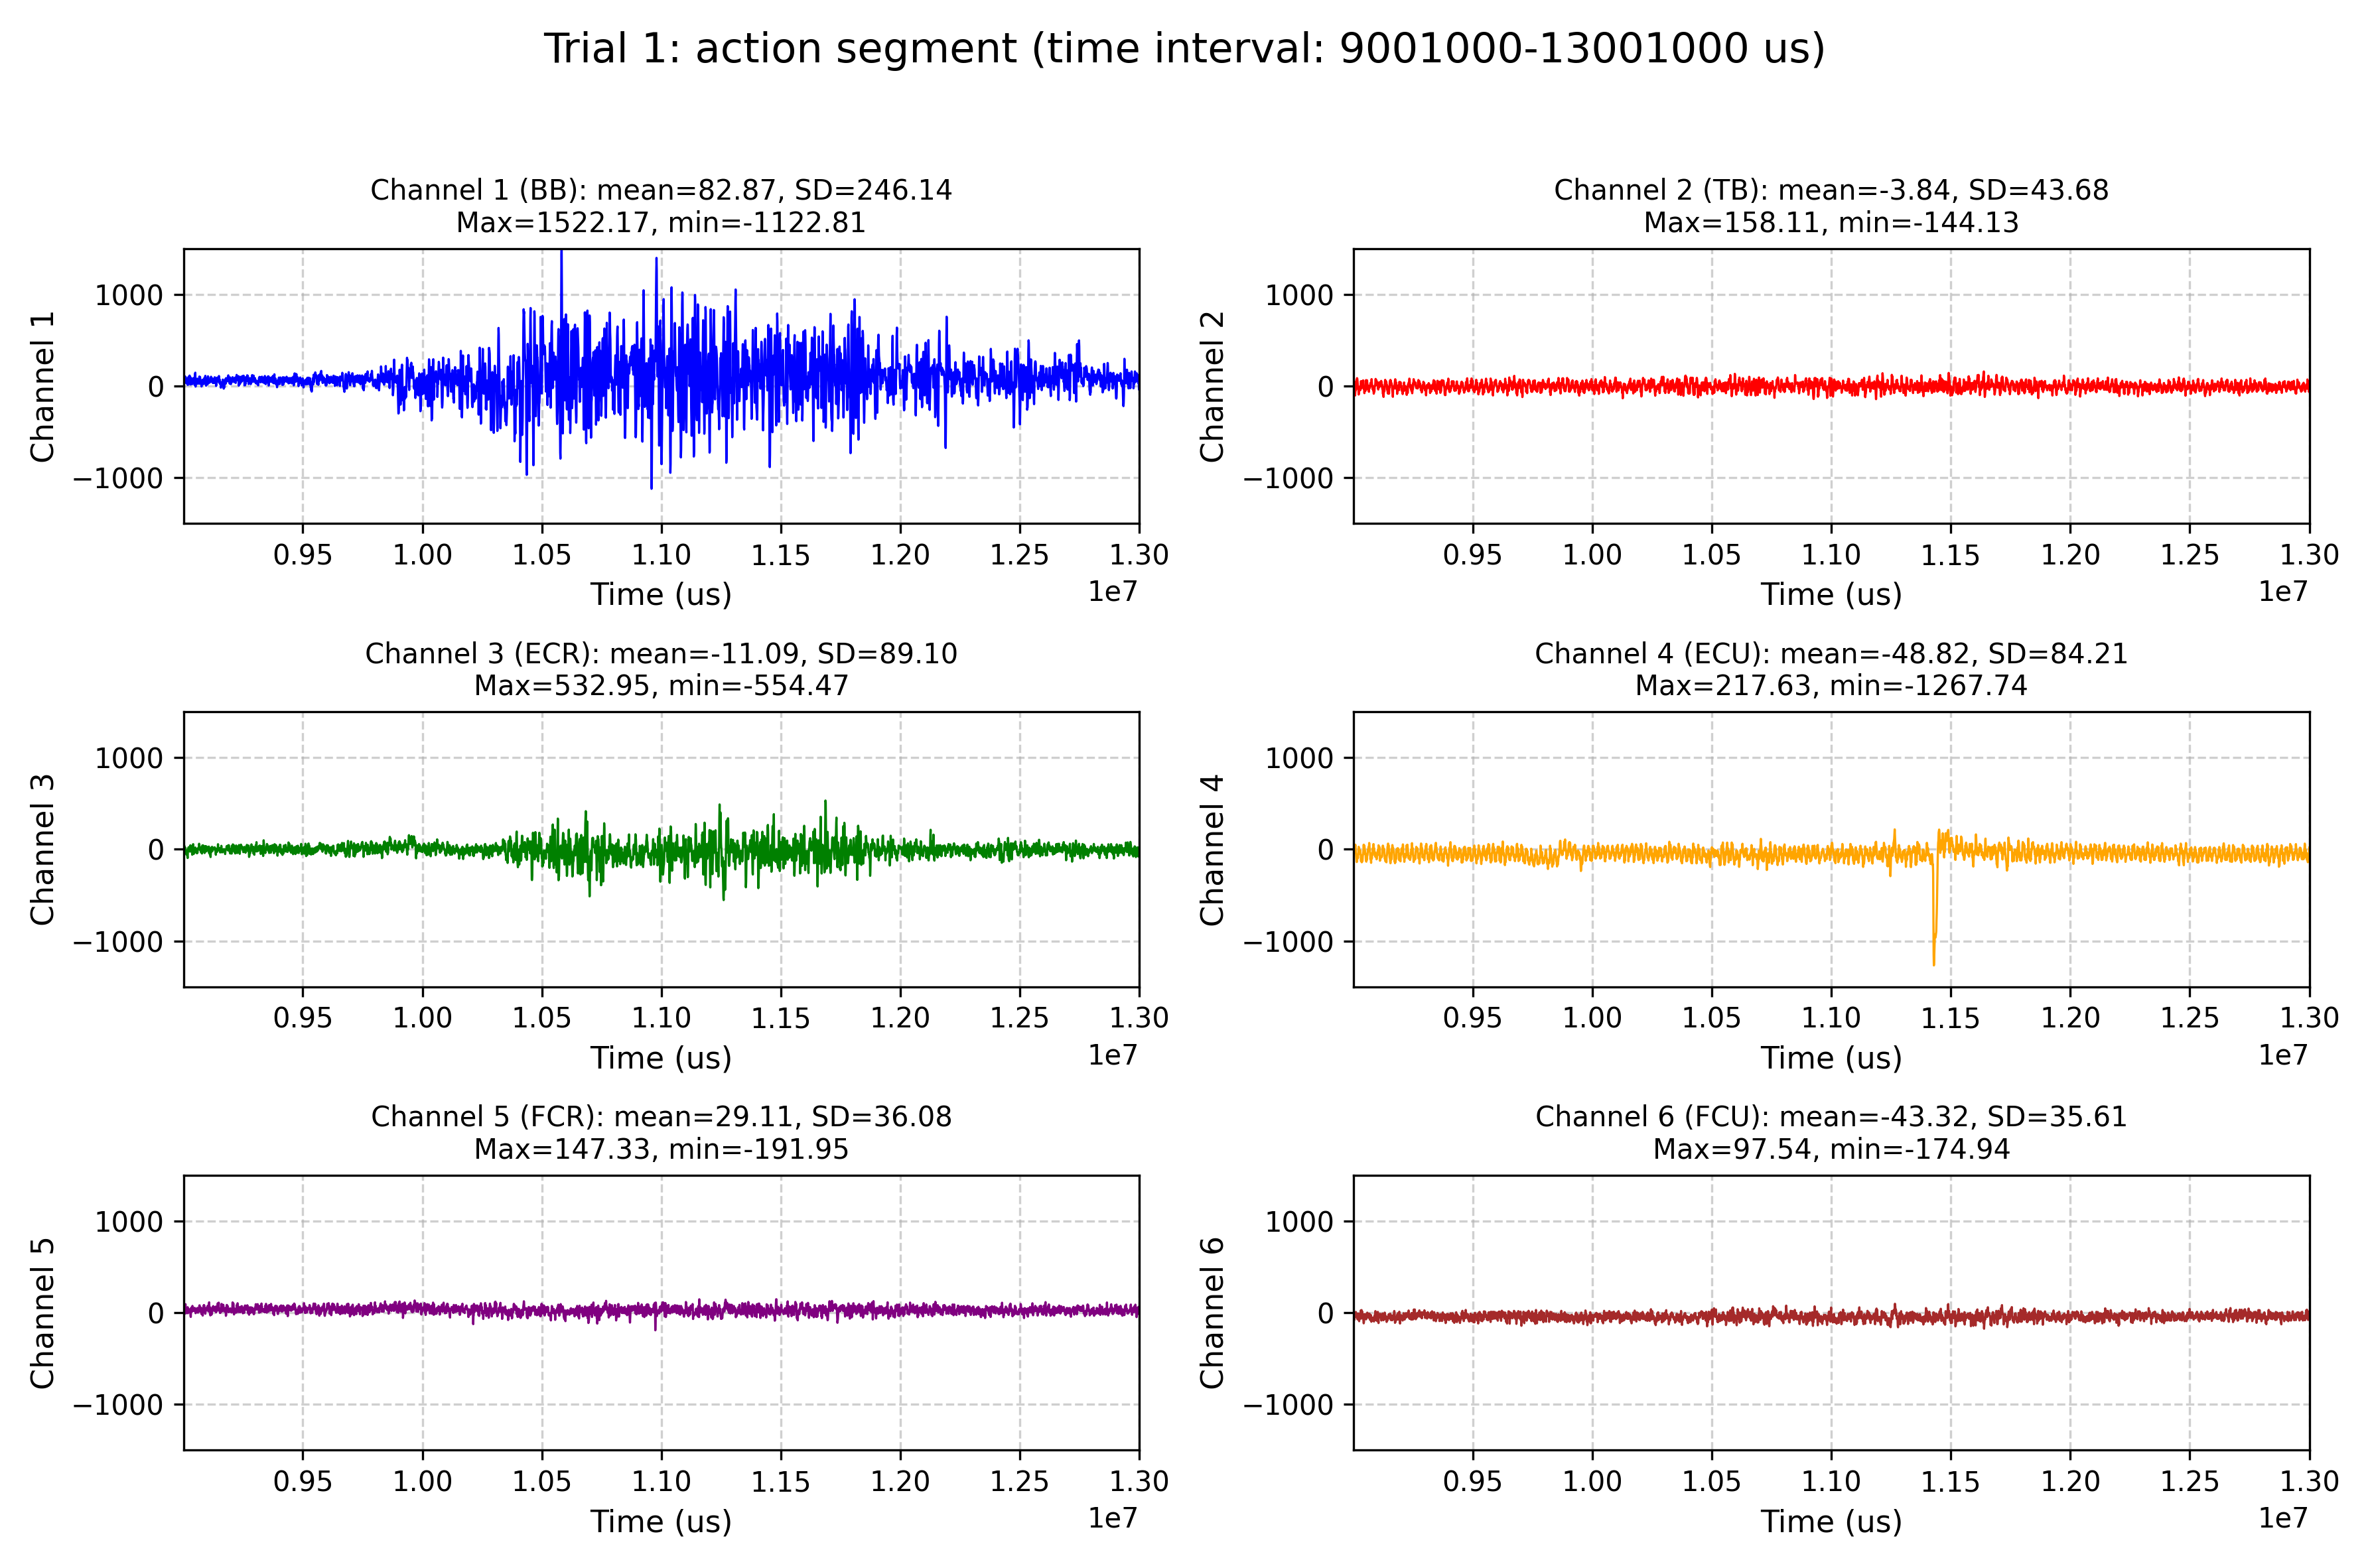 Trial 1: action segment (time interval: 9001000-13001000 us)
Channel 1 (BB): mean=82.87, SD=246.14
Max=1522.17, min=-1122.81
Channel 1
1000
0
−1000
0.95 1.00 1.05 1.10 1.15 1.20 1.25 1.30
Time (us)
1e7
Channel 2 (TB): mean=-3.84, SD=43.68
Max=158.11, min=-144.13
Channel 2
1000
0
−1000
0.95 1.00 1.05 1.10 1.15 1.20 1.25 1.30
Time (us)
1e7
Channel 3 (ECR): mean=-11.09, SD=89.10
Max=532.95, min=-554.47
Channel 3
1000
0
−1000
0.95 1.00 1.05 1.10 1.15 1.20 1.25 1.30
Time (us)
1e7
Channel 4 (ECU): mean=-48.82, SD=84.21
Max=217.63, min=-1267.74
Channel 4
1000
0
−1000
0.95 1.00 1.05 1.10 1.15 1.20 1.25 1.30
Time (us)
1e7
Channel 5 (FCR): mean=29.11, SD=36.08
Max=147.33, min=-191.95
Channel 5
1000
0
−1000
0.95 1.00 1.05 1.10 1.15 1.20 1.25 1.30
Time (us)
1e7
Channel 6 (FCU): mean=-43.32, SD=35.61
Max=97.54, min=-174.94
Channel 6
1000
0
−1000
0.95 1.00 1.05 1.10 1.15 1.20 1.25 1.30
Time (us)
1e7